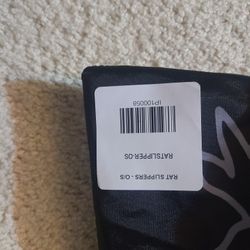 RAT SLIPPERS - O/S
RATSLIPPER-OS
IP100058